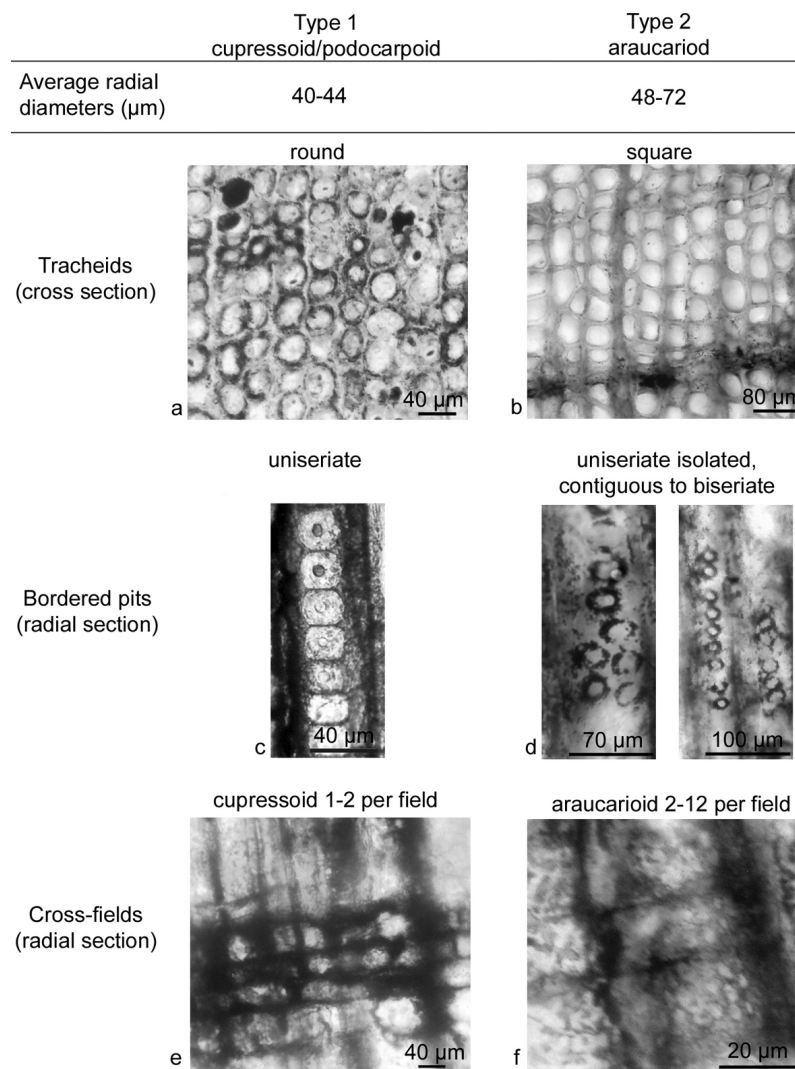 Type 1
cupressoid/podocarpoid
Type 2
araucariod
Average radial
diameters (µm)
40-44
48-72
round
square
Tracheids
(cross section)
a
40 µm
b
80 µm
uniseriate
uniseriate isolated,
contiguous to biseriate
Bordered pits
(radial section)
c
40 µm
d
70 µm
100 µm
cupressoid 1-2 per field
araucarioid 2-12 per field
Cross-fields
(radial section)
e
40 µm
f
20 µm